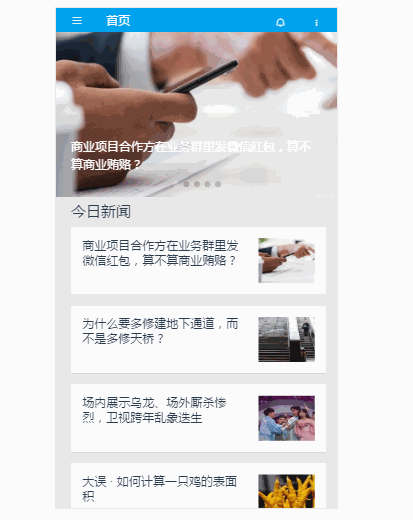 首页
商业项目合作方在业务群里发微信红包，算不
算商业贿赂？
今日新闻
商业项目合作方在业务群里发
微信红包，算不算商业贿赂？
为什么要多修建地下通道，而
不是多修天桥？
场内展示乌龙、场外厮杀惨
烈，卫视跨年乱象迭生
大误 · 如何计算一只鸡的表面
积